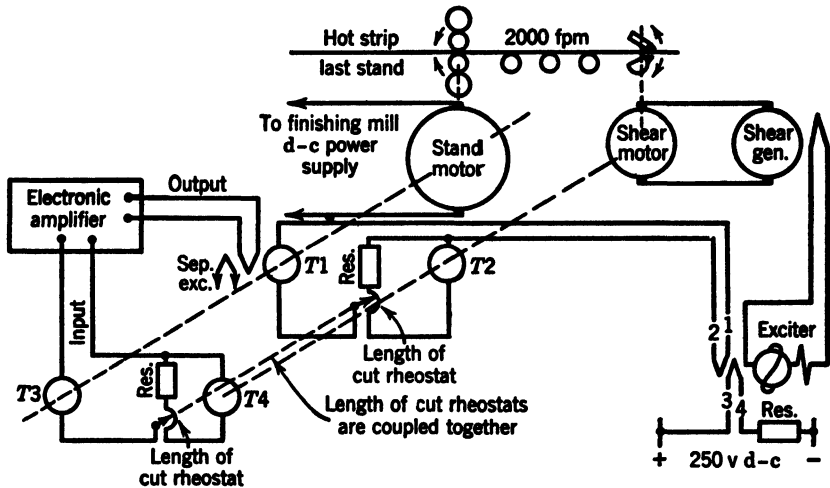 Hot strip
2000 fpm
last stand
To finishing mill
d-c power
supply
Stand
motor
Shear
motor
Shear
gen.
Electronic
amplifier
Output
Sep.
exc.
T1
Res.
T2
Input
Length of
cut rheostat
2
1
Exciter
T3
Res.
T4
Length of cut rheostats
are coupled together
3
4
Res.
Length of
cut rheostat
+ 250 v d-c -